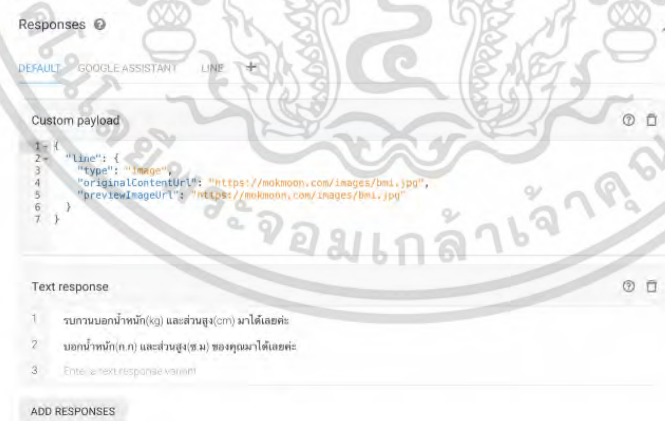 Responses
DEFAULT GOOGLE ASSISTANT LINE +
Custom payload
1 {
2 "line": {
3 "type": "image",
4 "originalContentUrl": "https://mokmoon.com/images/bmi.jpg",
5 "previewImageUrl": "https://mokmoon.com/images/bmi.jpg"
6 }
7 }
Text response
1 รบกวนบอกน้ำหนัก(kg) และส่วนสูง(cm) มาได้เลยค่ะ
2 บอกน้ำหนัก(ก.ก) และส่วนสูง(ซ.ม) ของคุณมาได้เลยค่ะ
3 Enter a text response variant
ADD RESPONSES